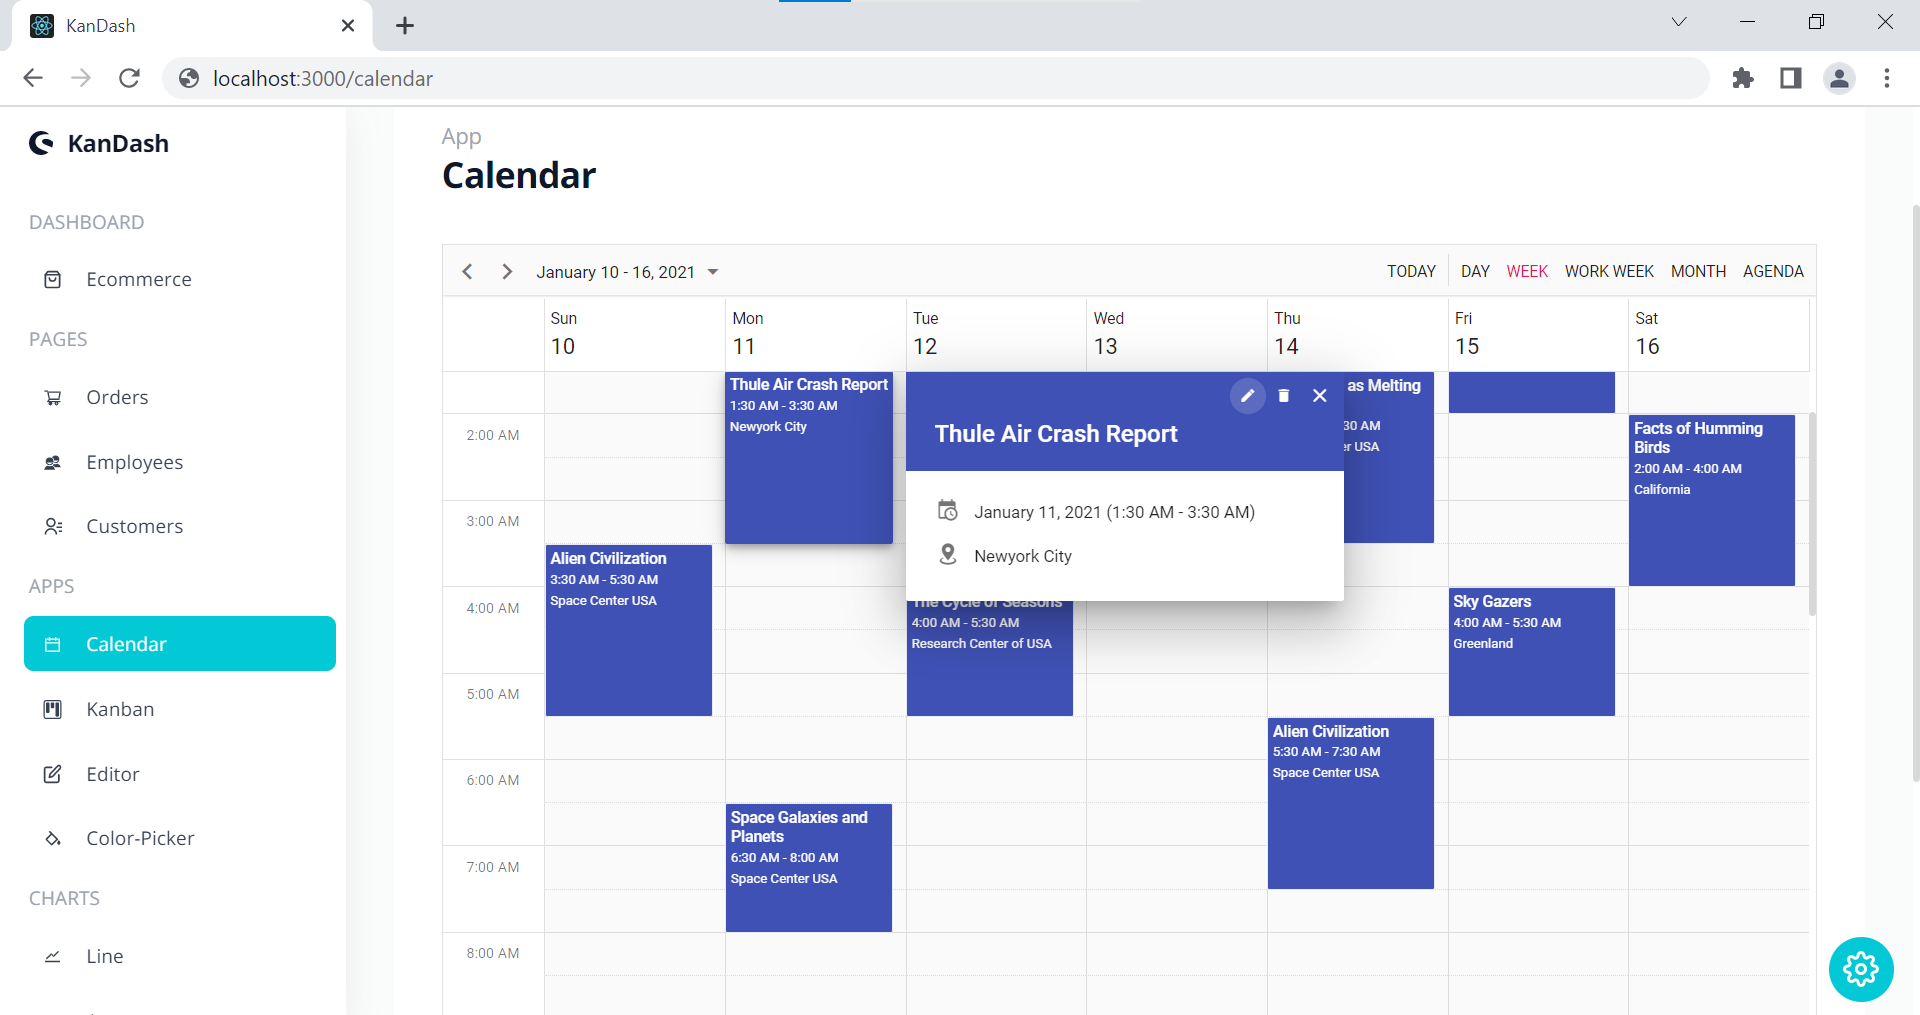 KanDash
localhost:3000/calendar
KanDash
DASHBOARD
Ecommerce
PAGES
Orders
Employees
Customers
APPS
Calendar
Kanban
Editor
Color-Picker
CHARTS
Line
App
Calendar
January 10 - 16, 2021
TODAY DAY WEEK WORK WEEK MONTH AGENDA
Sun Mon Tue Wed Thu Fri Sat
10 11 12 13 14 15 16
2:00 AM
3:00 AM
4:00 AM
5:00 AM
6:00 AM
7:00 AM
8:00 AM
Alien Civilization
3:30 AM - 5:30 AM
Space Center USA
Thule Air Crash Report
1:30 AM - 3:30 AM
Newyork City
Space Galaxies and
Planets
6:30 AM - 8:00 AM
Space Center USA
Thule Air Crash Report
January 11, 2021 (1:30 AM - 3:30 AM)
Newyork City
The Cycle of Seasons
4:00 AM - 5:30 AM
Research Center of USA
as Melting
30 AM
USA
Alien Civilization
5:30 AM - 7:30 AM
Space Center USA
Sky Gazers
4:00 AM - 5:30 AM
Greenland
Facts of Humming
Birds
2:00 AM - 4:00 AM
California